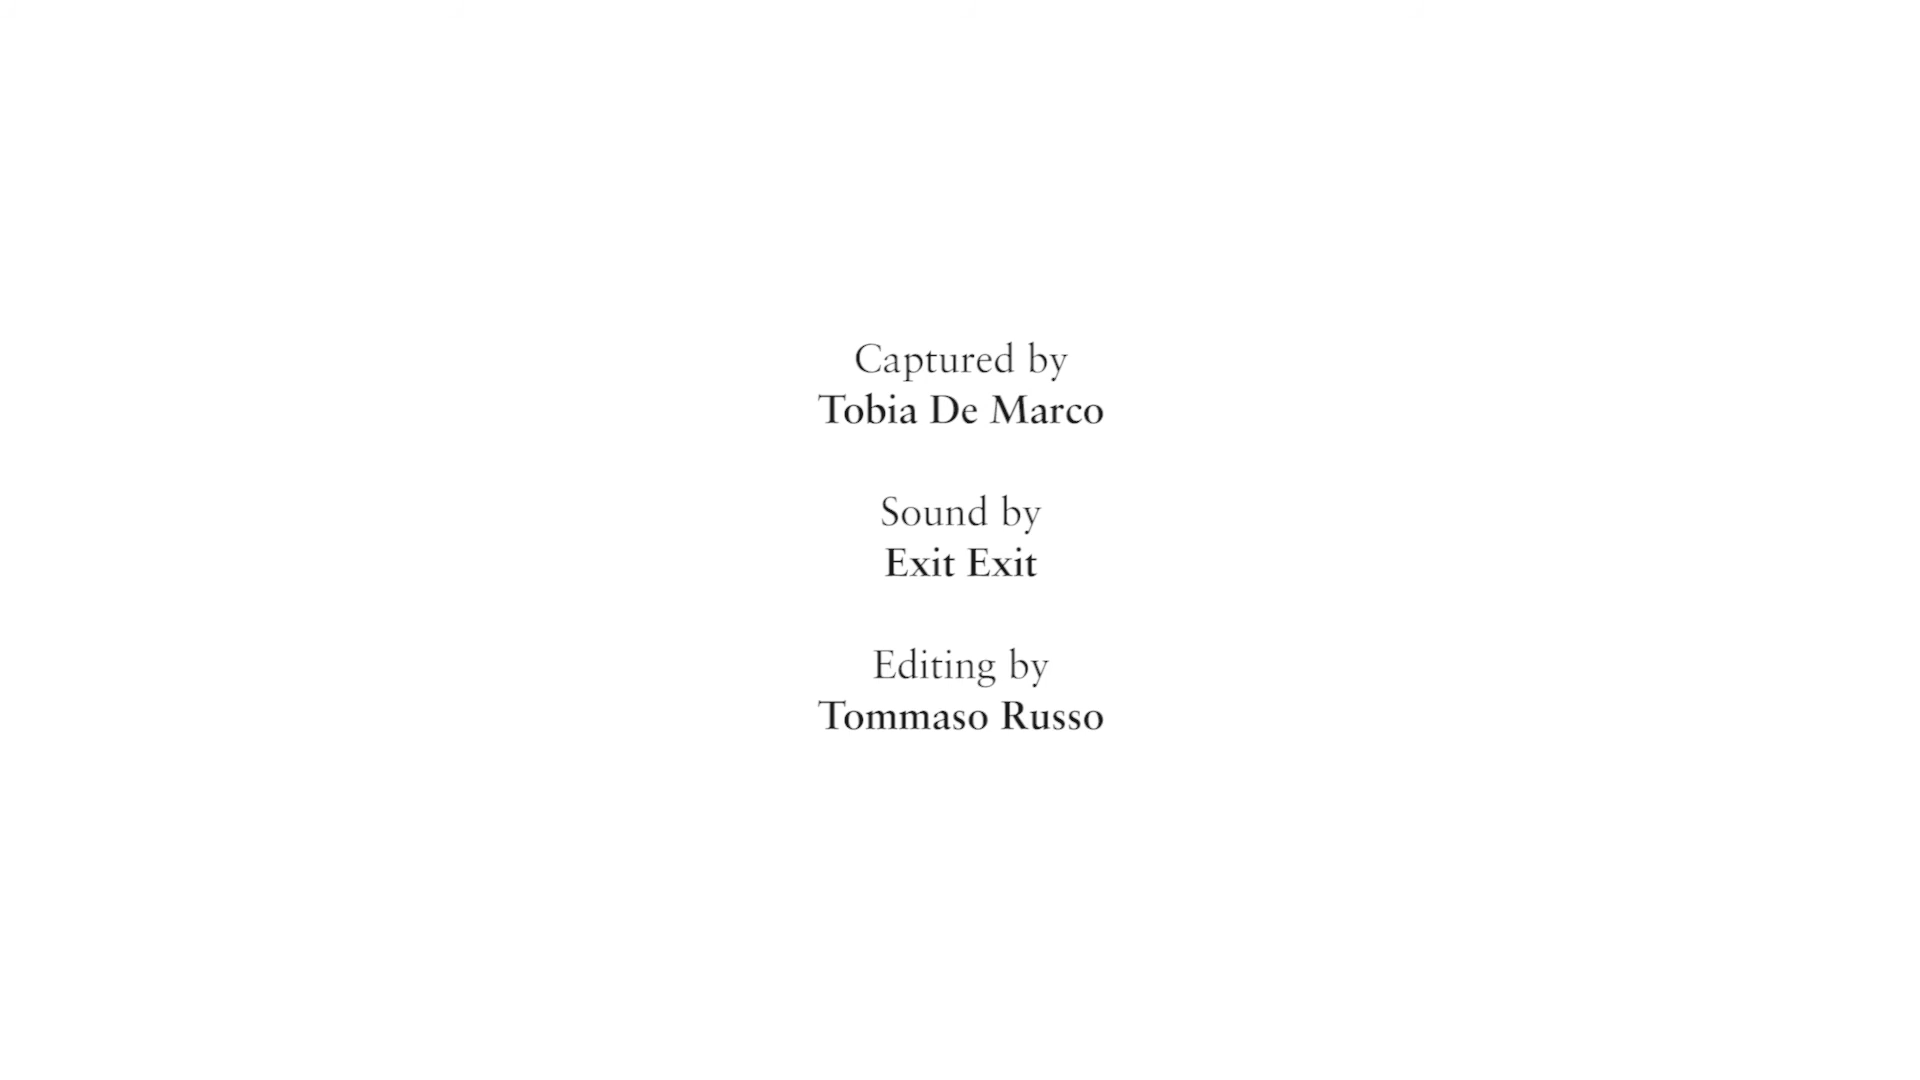 Captured by
Tobia De Marco
Sound by
Exit Exit
Editing by
Tommaso Russo